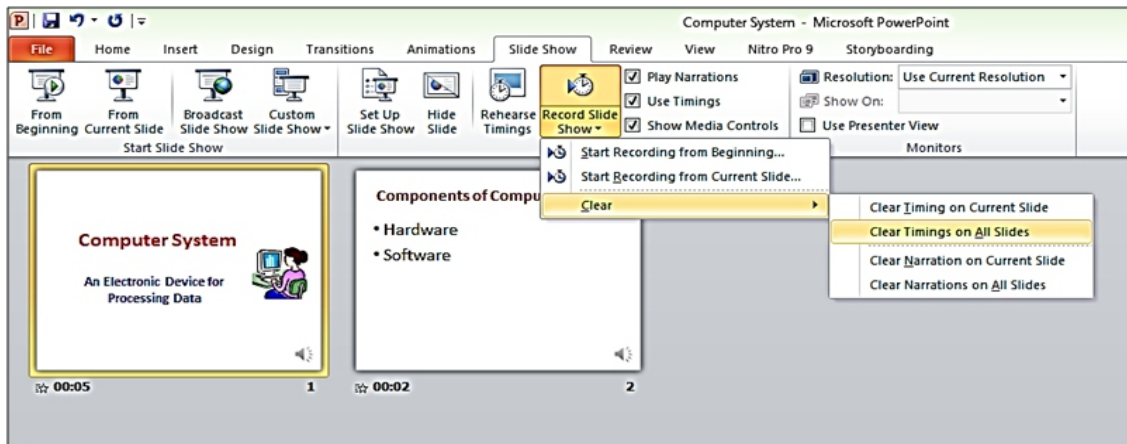 Computer System - Microsoft PowerPoint
File Home Insert Design Transitions Animations Slide Show Review View Nitro Pro 9 Storyboarding
From Beginning
From Current Slide
Broadcast Slide Show
Custom Slide Show
Start Slide Show
Set Up Slide Show
Hide Slide
Rehearse Timings
Record Slide Show
Play Narrations
Use Timings
Show Media Controls
Resolution: Use Current Resolution
Show On:
Use Presenter View
Monitors
Start Recording from Beginning...
Start Recording from Current Slide...
Clear
Clear Timing on Current Slide
Clear Timings on All Slides
Clear Narration on Current Slide
Clear Narrations on All Slides
Computer System
An Electronic Device for
Processing Data
00:05 1
Components of Compu
• Hardware
• Software
00:02 2